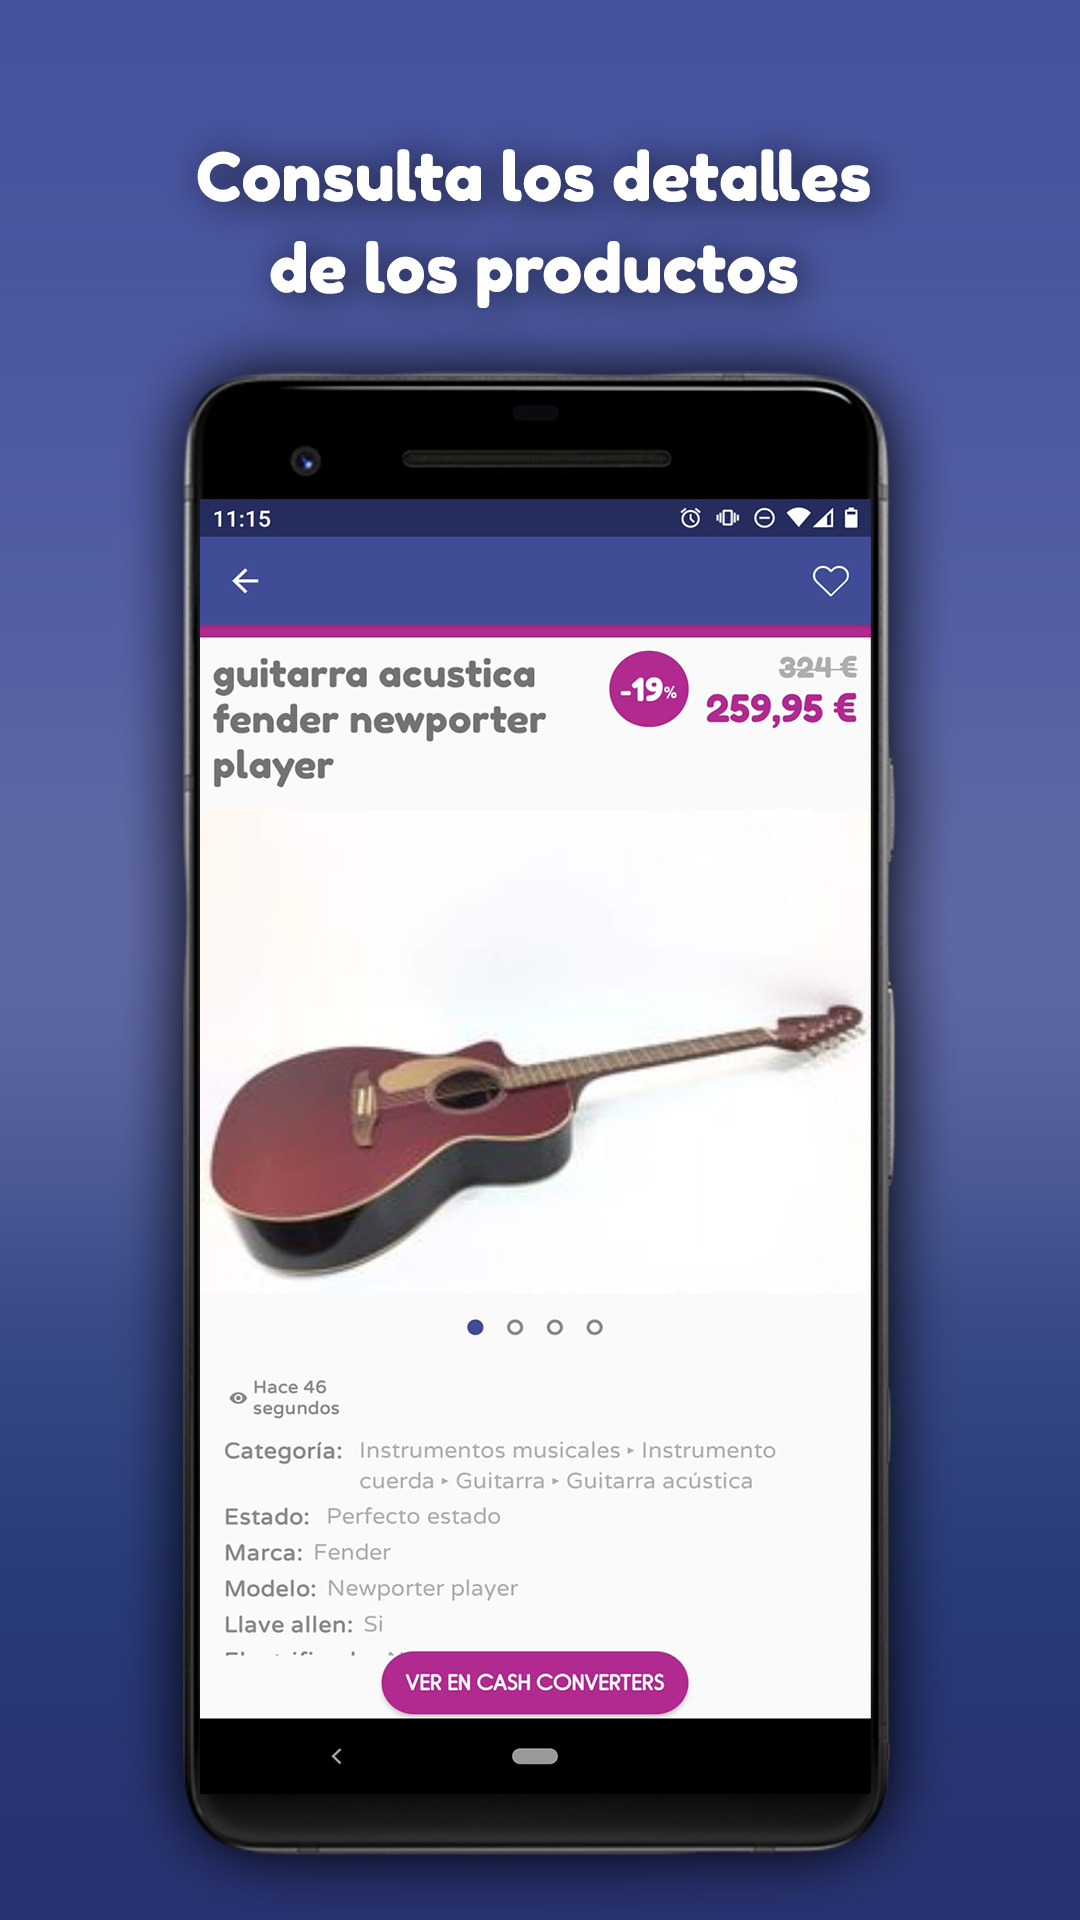 Consulta los detalles
de los productos
11:15
guitarra acustica
fender newporter
player
-19%
324 €
259,95 €
Hace 46
segundos
Categoría: Instrumentos musicales ‣ Instrumento
cuerda ‣ Guitarra ‣ Guitarra acústica
Estado: Perfecto estado
Marca: Fender
Modelo: Newporter player
Llave allen: Si
VER EN CASH CONVERTERS